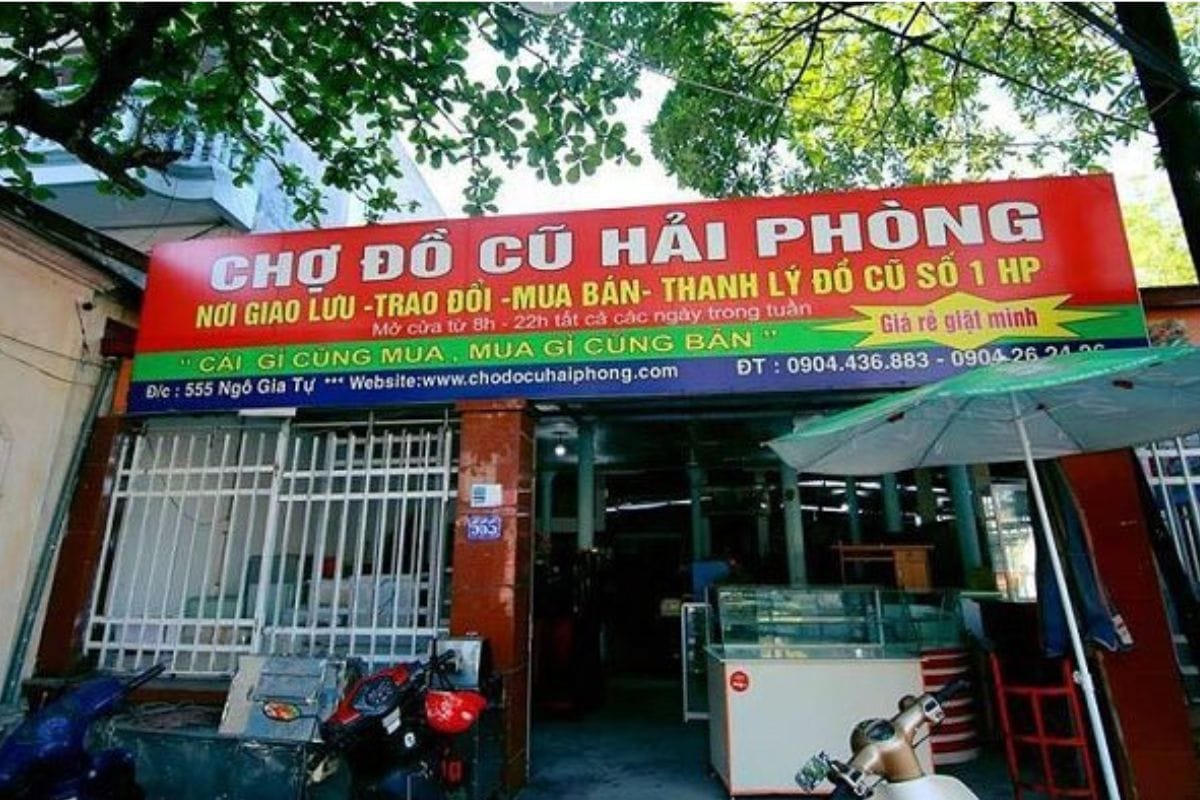 CHỢ ĐỒ CŨ HẢI PHÒNG
NƠI GIAO LƯU -TRAO ĐỔI -MUA BÁN- THANH LÝ ĐỒ CŨ SỐ 1 HP
Mở cửa từ 8h - 22h tất cả các ngày trong tuần
Giá rẻ giật mình
" CÁI GÌ CŨNG MUA , MUA GÌ CŨNG BÁN "
Đ/c : 555 Ngô Gia Tự *** Website:www.chodocuhaiphong.com
ĐT : 0904.436.883 - 0904.26.24
555